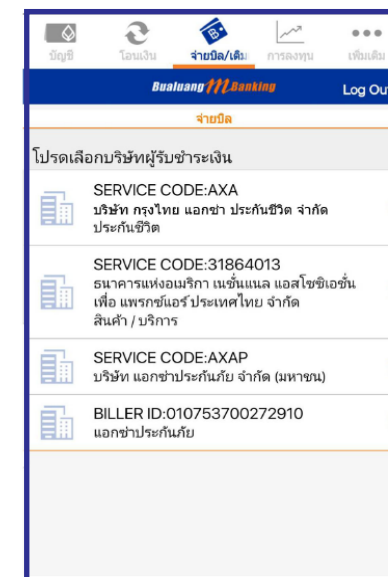 บัญชี โอนเงิน จ่ายบิล/เติม การลงทุน เพิ่มเติม
Bualuang mBanking Log Out
จ่ายบิล
โปรดเลือกบริษัทผู้รับชำระเงิน
SERVICE CODE:AXA
บริษัท กรุงไทย แอกซ่า ประกันชีวิต จำกัด
ประกันชีวิต
SERVICE CODE:31864013
ธนาคารแห่งอเมริกา เนชั่นแนล แอสโซซิเอชั่น
เพื่อ แพรกซ์แอร์ ประเทศไทย จำกัด
สินค้า / บริการ
SERVICE CODE:AXAP
บริษัท แอกซ่าประกันภัย จำกัด (มหาชน)
BILLER ID:010753700272910
แอกซ่าประกันภัย